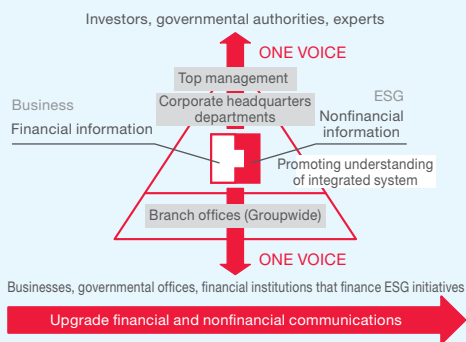 Investors, governmental authorities, experts
ONE VOICE
Top management
Business
ESG
Corporate headquarters
departments
Financial information
Nonfinancial
information
Promoting understanding
of integrated system
Branch offices (Groupwide)
ONE VOICE
Businesses, governmental offices, financial institutions that finance ESG initiatives
Upgrade financial and nonfinancial communications